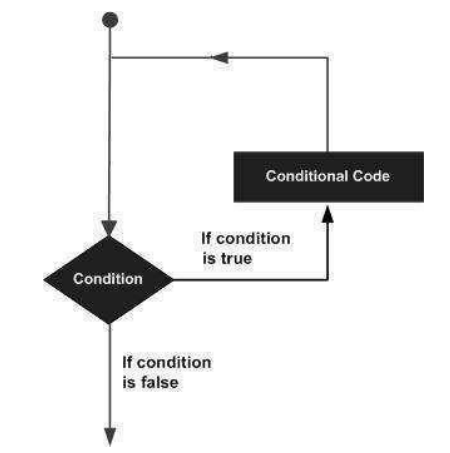 Conditional Code
If condition
is true
Condition
If condition
is false